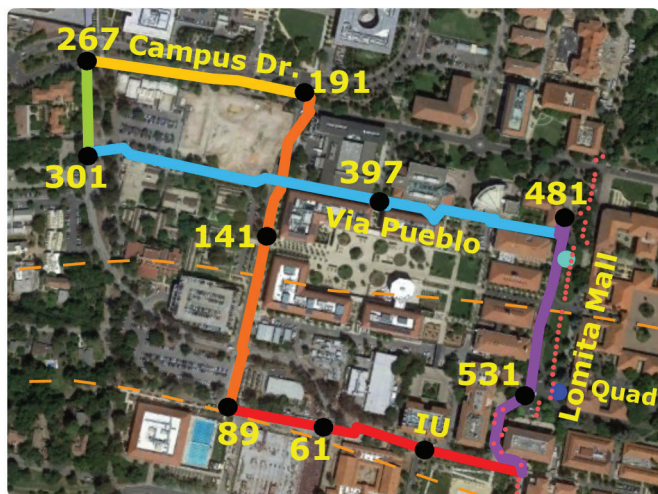 267 Campus Dr.
191
301
397
481
Via Pueblo
141
Lomita Mall
531
Quad
89
61
IU